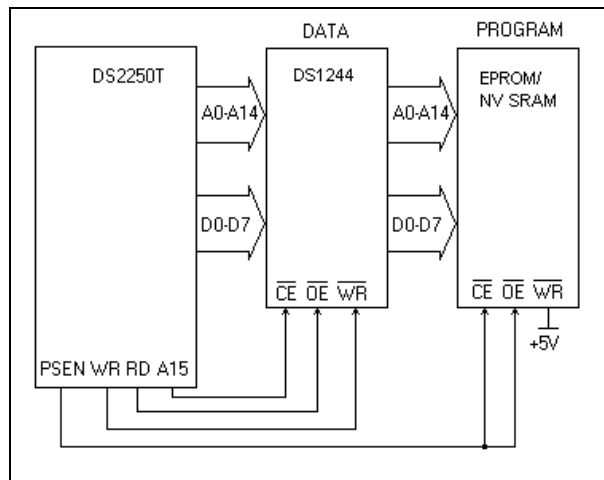 DATA
PROGRAM
DS2250T
DS1244
EPROM/
NV SRAM
A0-A14
A0-A14
D0-D7
D0-D7
CE OE WR
CE OE WR
+5V
PSEN WR RD A15